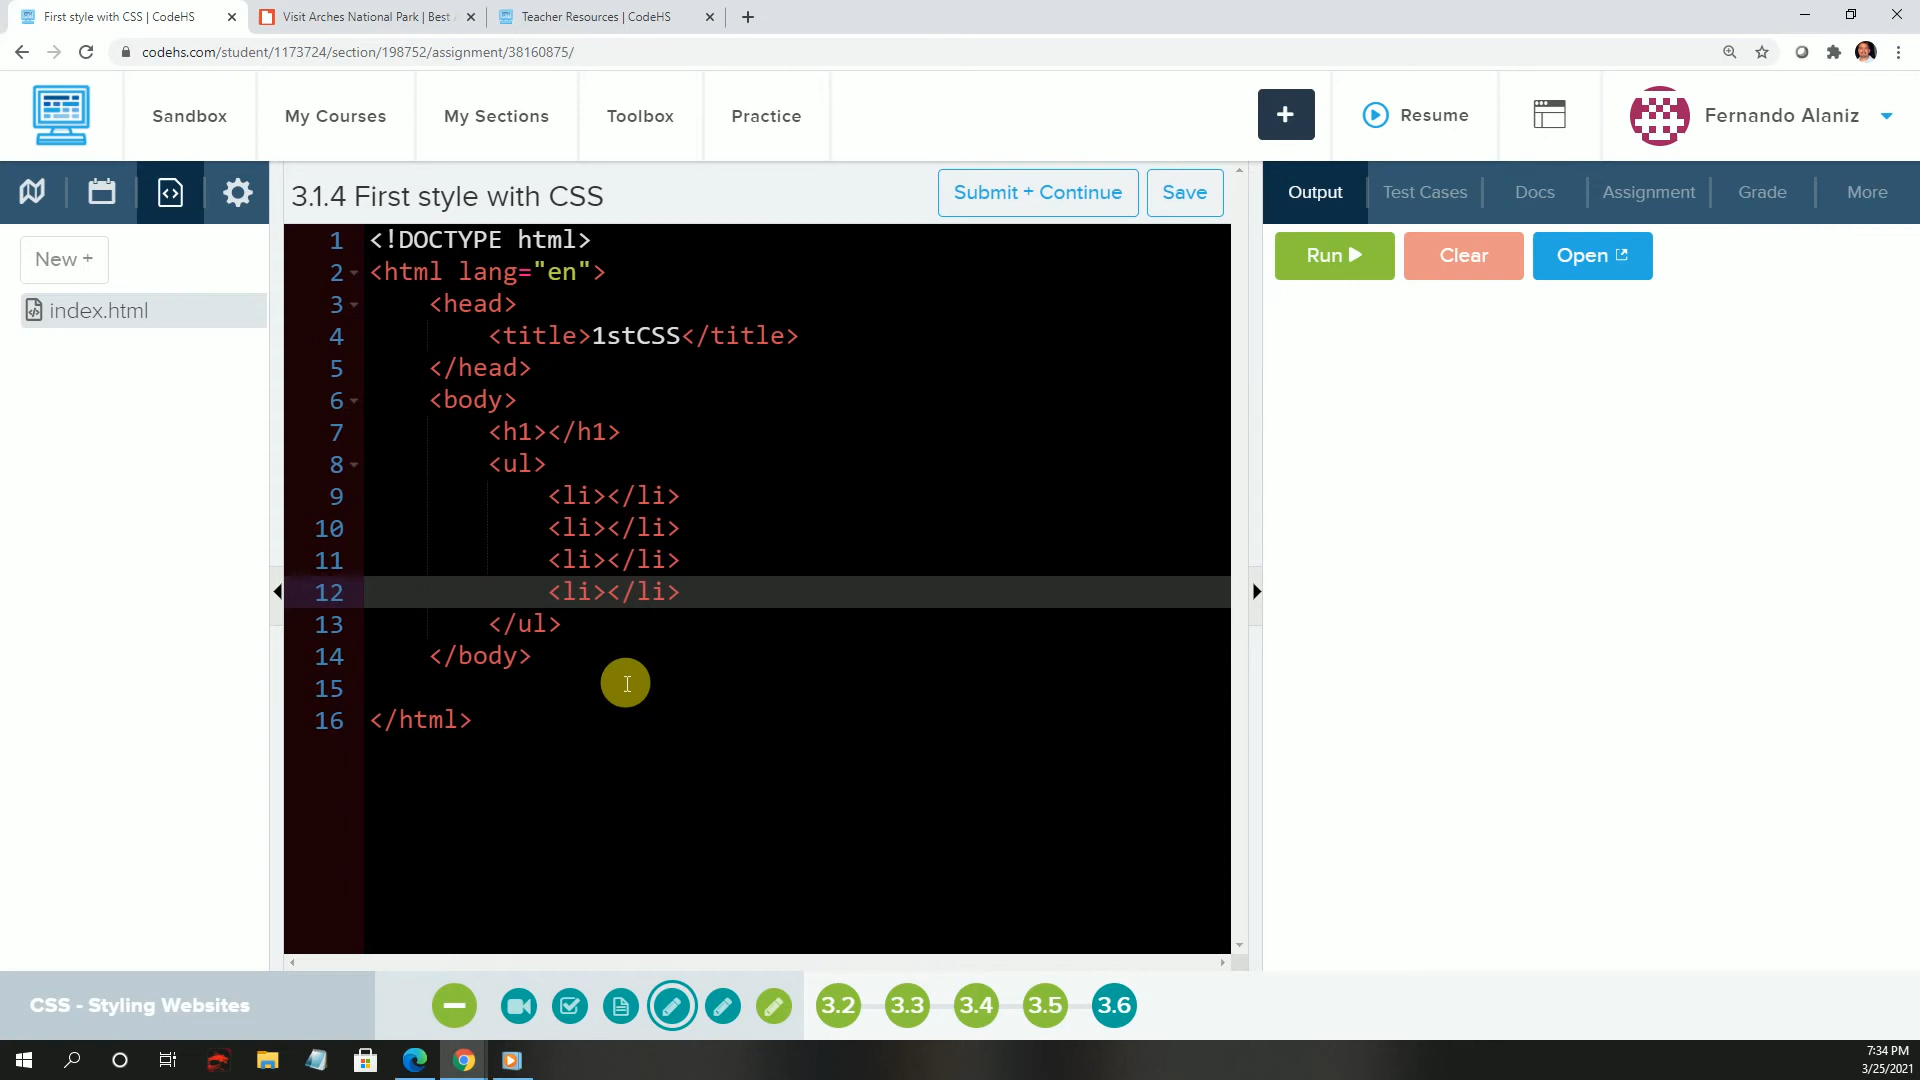 First style with CSS | CodeHS
Visit Arches National Park | Best
Teacher Resources | CodeHS
codehs.com/student/1173724/section/198752/assignment/38160875/
Sandbox
My Courses
My Sections
Toolbox
Practice
+
Resume
Fernando Alaniz
3.1.4 First style with CSS
Submit + Continue
Save
Output
Test Cases
Docs
Assignment
Grade
More
New +
index.html
Run
Clear
Open
1 <!DOCTYPE html>
2 <html lang="en">
3 <head>
4 <title>1stCSS</title>
5 </head>
6 <body>
7 <h1></h1>
8 <ul>
9 <li></li>
10 <li></li>
11 <li></li>
12 <li></li>
13 </ul>
14 </body>
15
16 </html>
CSS - Styling Websites
3.2
3.3
3.4
3.5
3.6
7:34 PM
3/25/2021